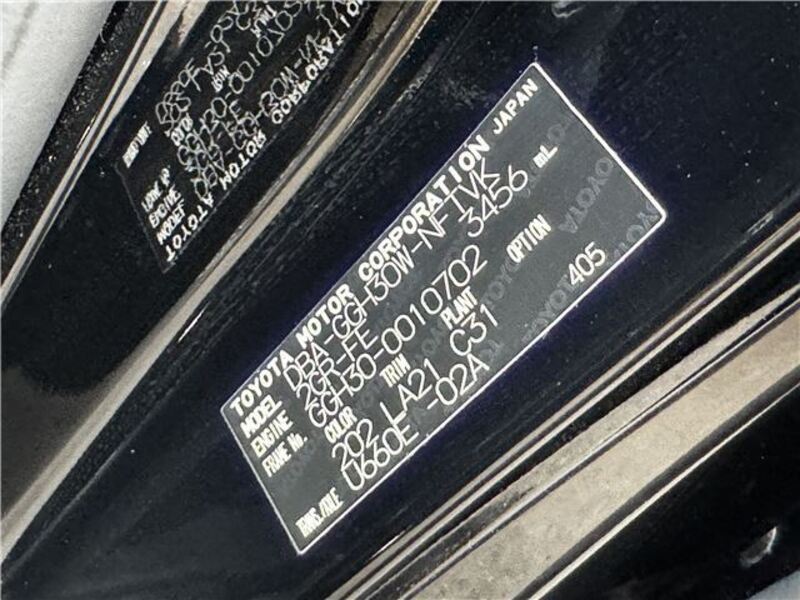 TOYOTA MOTOR CORPORATION JAPAN
MODEL DBA-GGH30W-NFTVK
ENGINE 2GR-FE 3456 mL
FRAME No. GGH30-0010702
COLOR TRIM PLANT OPTION
202 LA21 C31 405
TRANS./AXLE U660E -02A